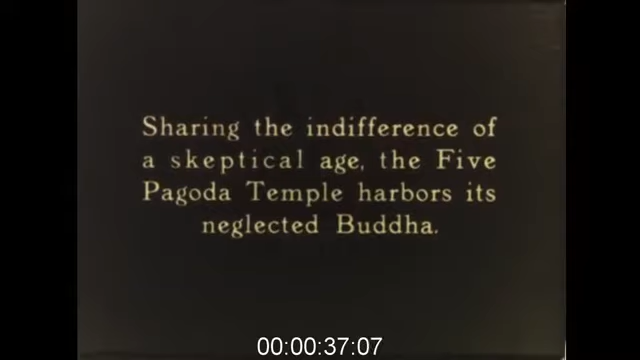 Sharing the indifference of
a skeptical age, the Five
Pagoda Temple harbors its
neglected Buddha.
00:00:37:07